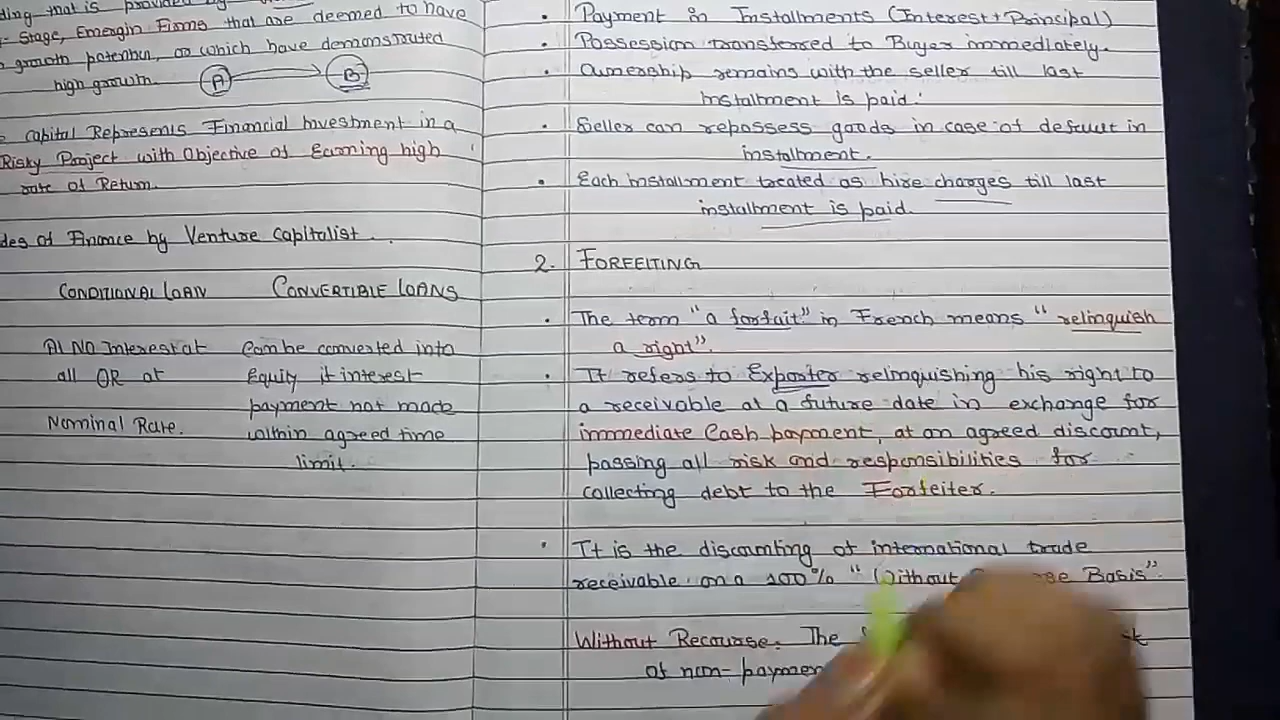 ding that is provided by
Stage, Emergin Firms that are deemed to have
growth potential, or which have demonstrated
high growth. A B
capital Represents Financial Investment in a
Risky Project with Objective of Earning high
rate of Return.
des of Finance by Venture Capitalist.
CONDITIONAL LOAN CONVERTIBLE LOANS
At No Interest at Can be converted into
all OR at Equity if interest
payment not made
Nominal Rate. within agreed time
limit.
• Payment in Installments (Interest + Principal)
• Possession transferred to Buyer immediately.
• Ownership remains with the seller till last
installment is paid.
• Seller can repossess goods in case of default in
installment.
• Each installment treated as hire charges till last
installment is paid.
2. FORFEITING
• The term "a forfait" in French means "relinquish
a right".
• It refers to Exporter relinquishing his right to
a receivable at a future date in exchange for
immediate Cash payment, at an agreed discount,
passing all risk and responsibilities for
collecting debt to the Forfeiter.
• It is the discounting of international trade
receivable on a 100% "Without Basis".
Without Recourse: The
of non-paymen